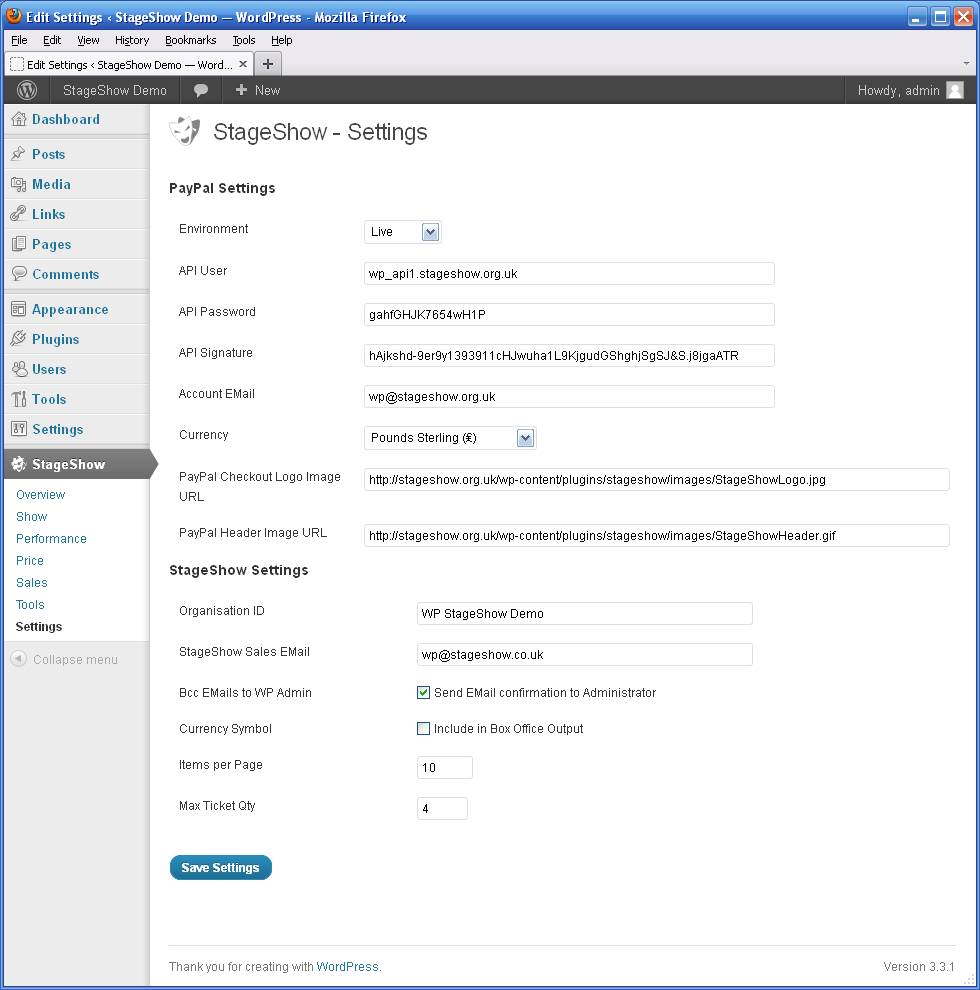 Edit Settings ‹ StageShow Demo — WordPress - Mozilla Firefox
File Edit View History Bookmarks Tools Help
Edit Settings ‹ StageShow Demo — Word...
StageShow Demo + New Howdy, admin
Dashboard
Posts
Media
Links
Pages
Comments
Appearance
Plugins
Users
Tools
Settings
StageShow
Overview
Show
Performance
Price
Sales
Tools
Settings
Collapse menu
StageShow - Settings
PayPal Settings
Environment Live
API User wp_api1.stageshow.org.uk
API Password gahfGHJK7654wH1P
API Signature hAjkshd-9er9y1393911cHJwuha1L9KjgudGShghjSgSJ&S.j8jgaATR
Account EMail wp@stageshow.org.uk
Currency Pounds Sterling (£)
PayPal Checkout Logo Image
URL http://stageshow.org.uk/wp-content/plugins/stageshow/images/StageShowLogo.jpg
PayPal Header Image URL http://stageshow.org.uk/wp-content/plugins/stageshow/images/StageShowHeader.gif
StageShow Settings
Organisation ID WP StageShow Demo
StageShow Sales EMail wp@stageshow.co.uk
Bcc EMails to WP Admin Send EMail confirmation to Administrator
Currency Symbol Include in Box Office Output
Items per Page 10
Max Ticket Qty 4
Save Settings
Thank you for creating with WordPress. Version 3.3.1